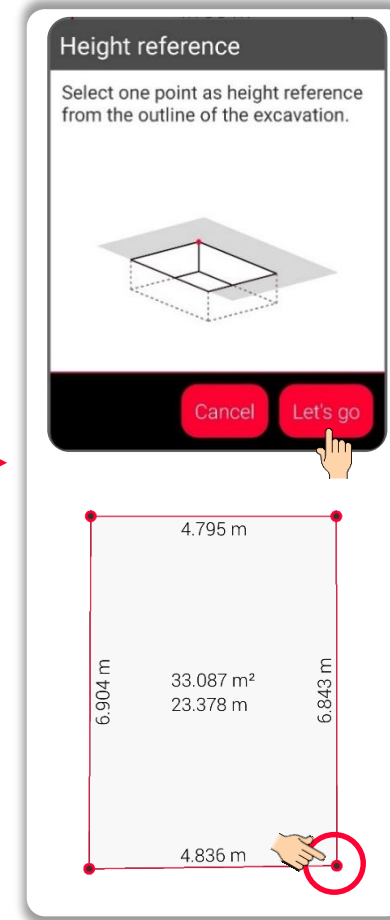 Height reference
Select one point as height reference
from the outline of the excavation.
Cancel
Let's go
4.795 m
6.904 m
33.087 m²
23.378 m
6.843 m
4.836 m